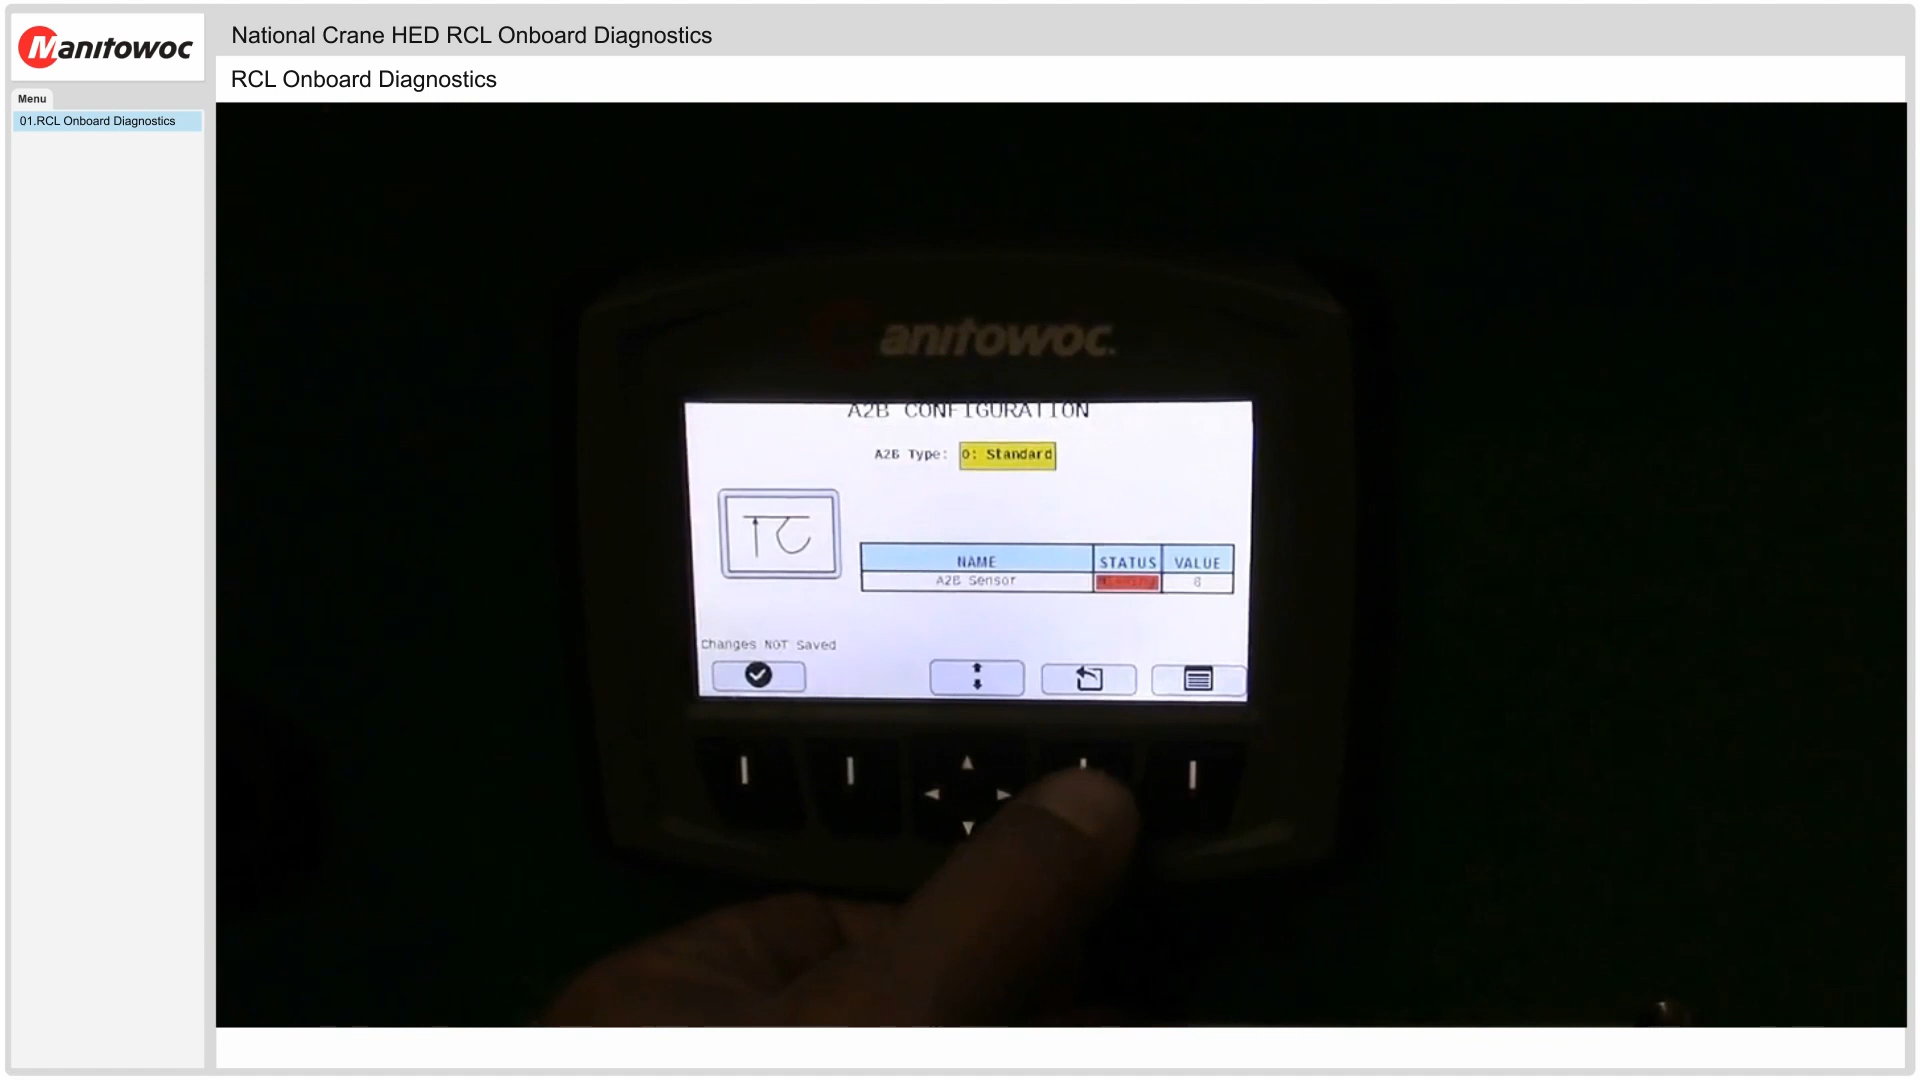 Manitowoc
National Crane HED RCL Onboard Diagnostics
RCL Onboard Diagnostics
Menu
01.RCL Onboard Diagnostics
anitowoc.
A2B CONFIGURATION
A2B Type: 0: Standard
NAME STATUS VALUE
A2B Sensor 8
Changes NOT Saved